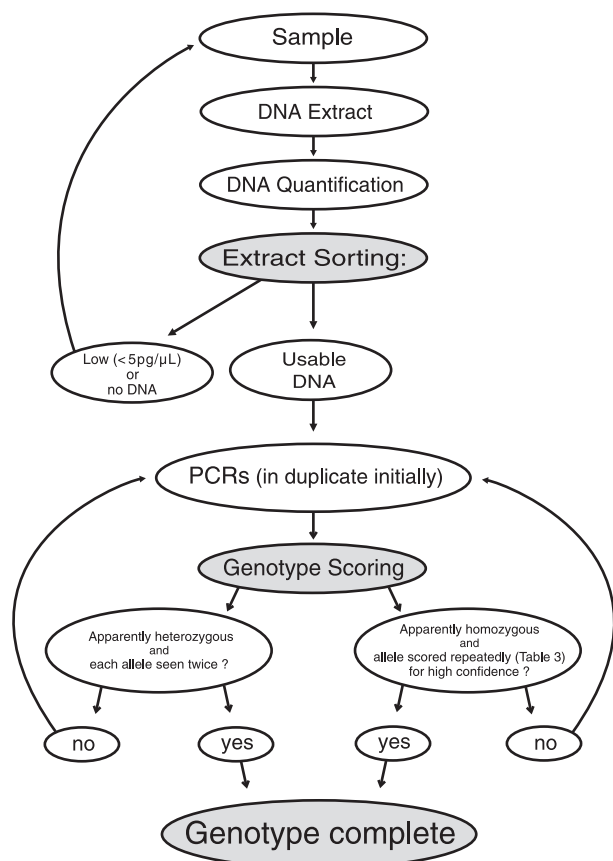 Sample
DNA Extract
DNA Quantification
Extract Sorting:
Low (<5pg/µL)
or
no DNA
Usable
DNA
PCRs (in duplicate initially)
Genotype Scoring
Apparently heterozygous
and
each allele seen twice ?
Apparently homozygous
and
allele scored repeatedly (Table 3)
for high confidence ?
no
yes
yes
no
Genotype complete